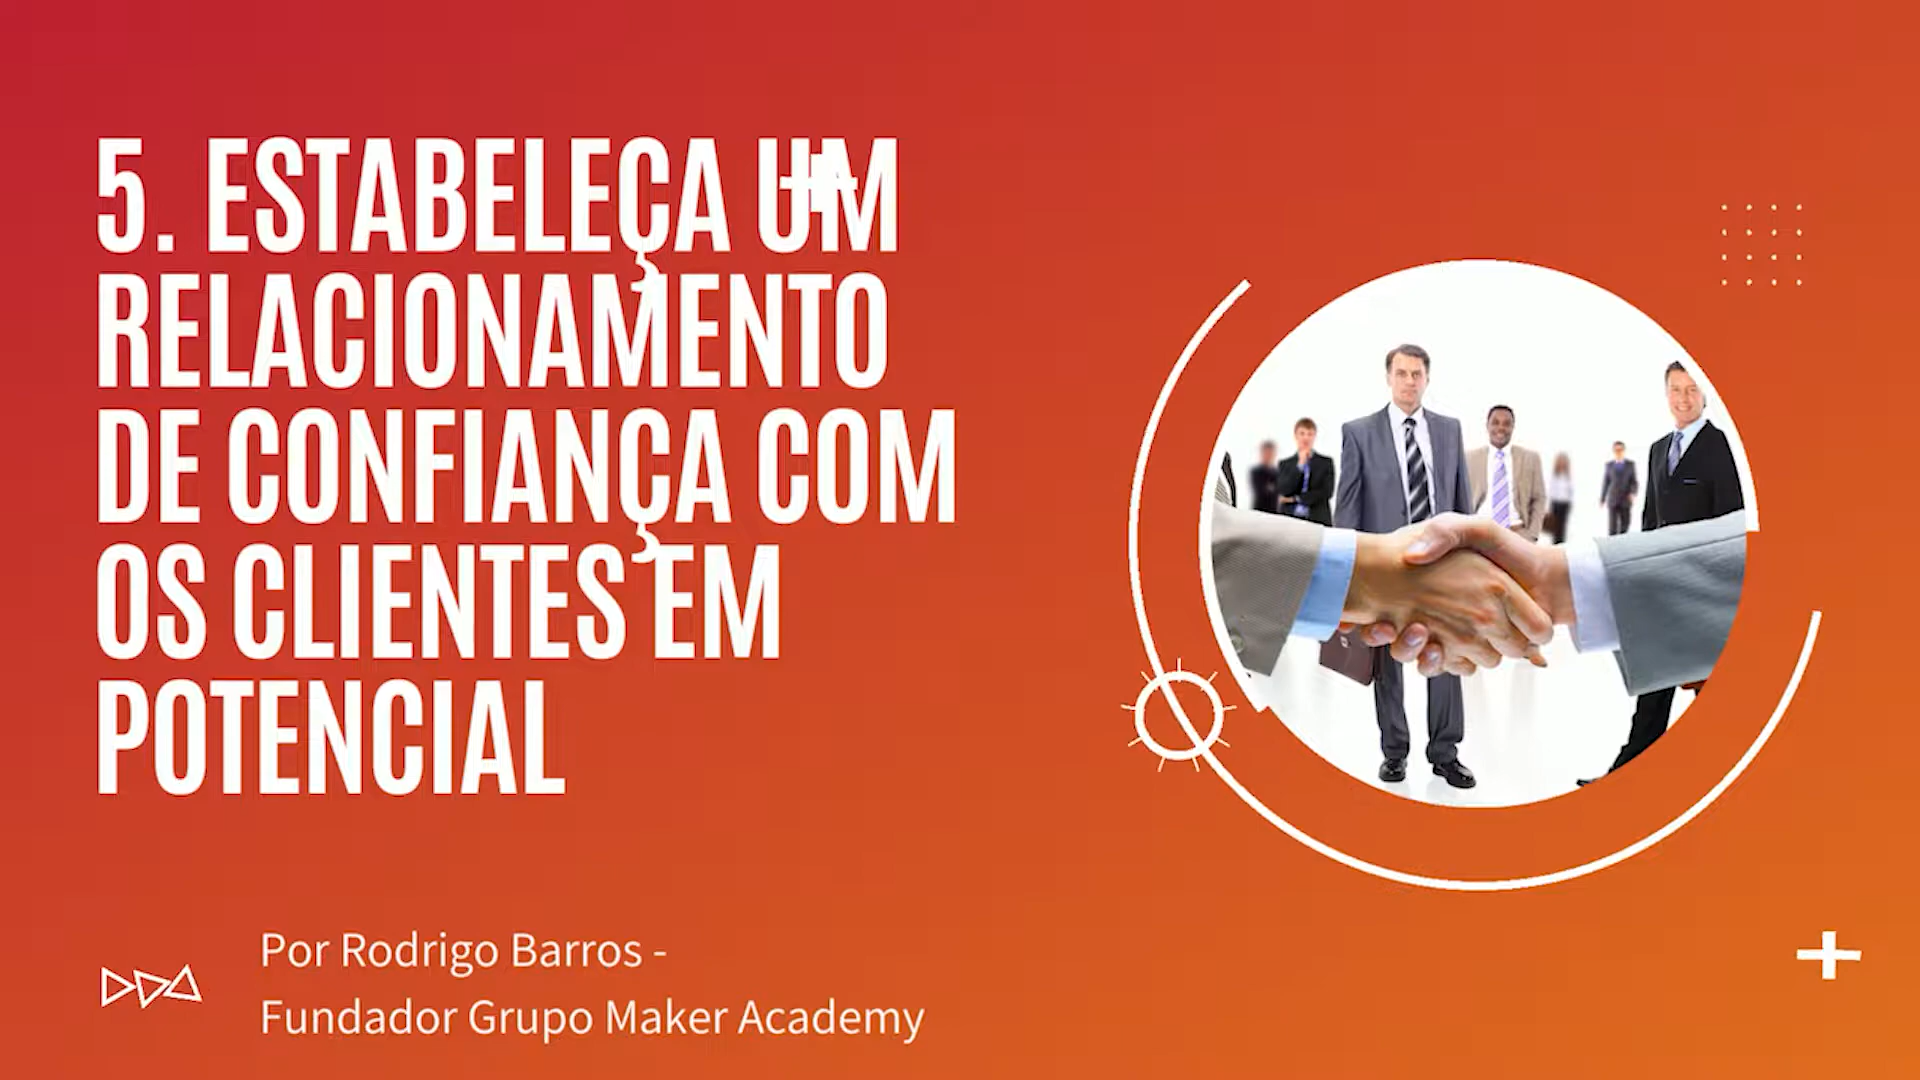 5. ESTABELEÇA UM
RELACIONAMENTO
DE CONFIANÇA COM
OS CLIENTES EM
POTENCIAL
Por Rodrigo Barros -
Fundador Grupo Maker Academy